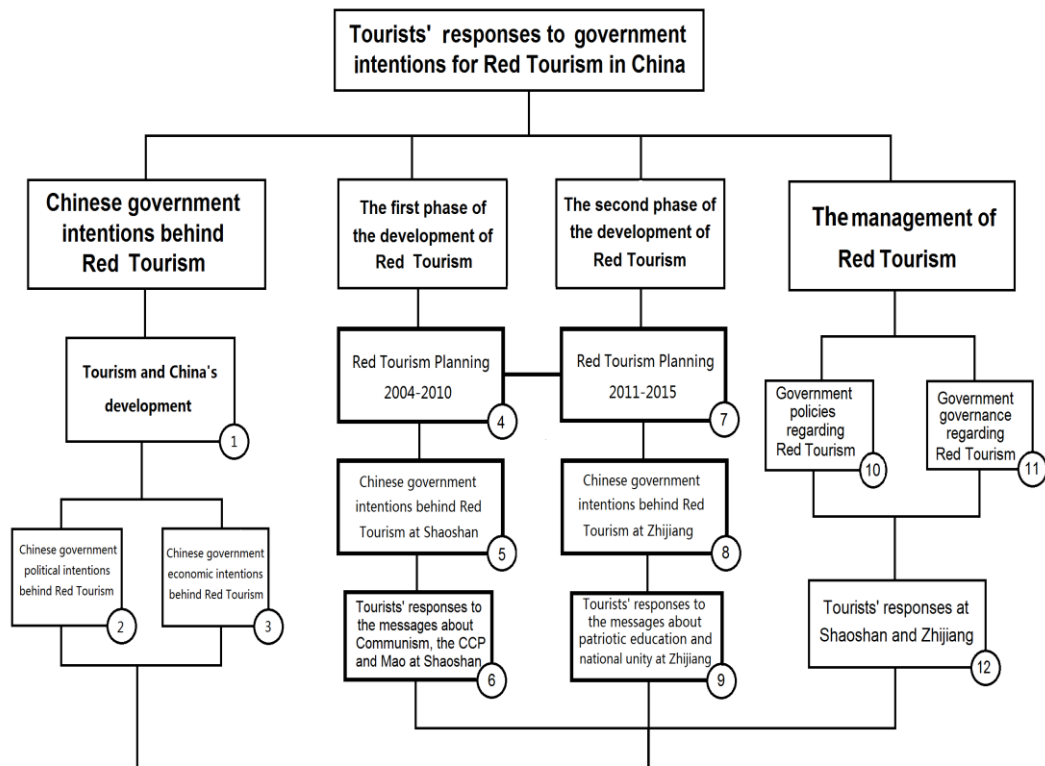 Tourists' responses to government
intentions for Red Tourism in China
Chinese government
intentions behind
Red Tourism
The first phase of
the development of
Red Tourism
The second phase of
the development of
Red Tourism
The management of
Red Tourism
Tourism and China's
development
1
Red Tourism Planning
2004-2010
4
Red Tourism Planning
2011-2015
7
Government
policies
regarding
Red Tourism
10
Government
governance
regarding
Red Tourism
11
Chinese government
political intentions
behind Red Tourism
2
Chinese government
economic intentions
behind Red Tourism
3
Chinese government
intentions behind Red
Tourism at Shaoshan
5
Chinese government
intentions behind Red
Tourism at Zhijiang
8
Tourists' responses to
the messages about
Communism, the CCP
and Mao at Shaoshan
6
Tourists' responses to
the messages about
patriotic education and
national unity at Zhijiang
9
Tourists' responses at
Shaoshan and Zhijiang
12